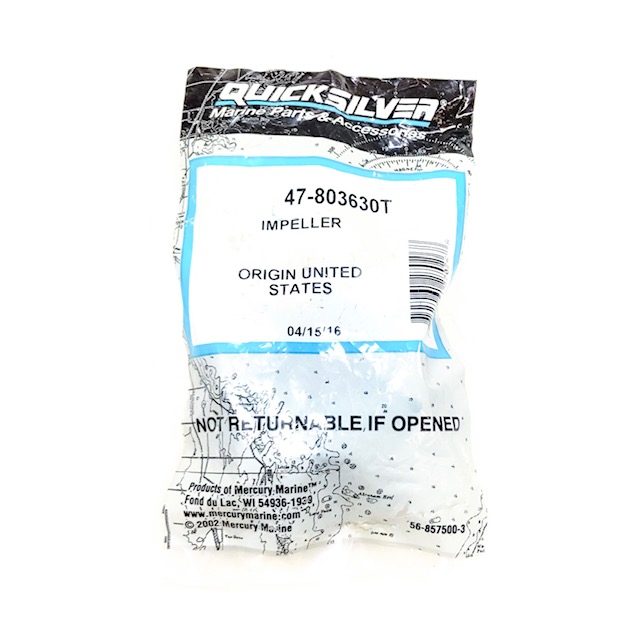 QUICKSILVER®
Marine Parts & Accessories
47-803630T
IMPELLER
ORIGIN UNITED
STATES
04/15/16
NOT RETURNABLE IF OPENED
Products of Mercury Marine™
Fond du Lac, WI 54936-1939
www.mercurymarine.com
© 2002 Mercury Marine
56-857500-3